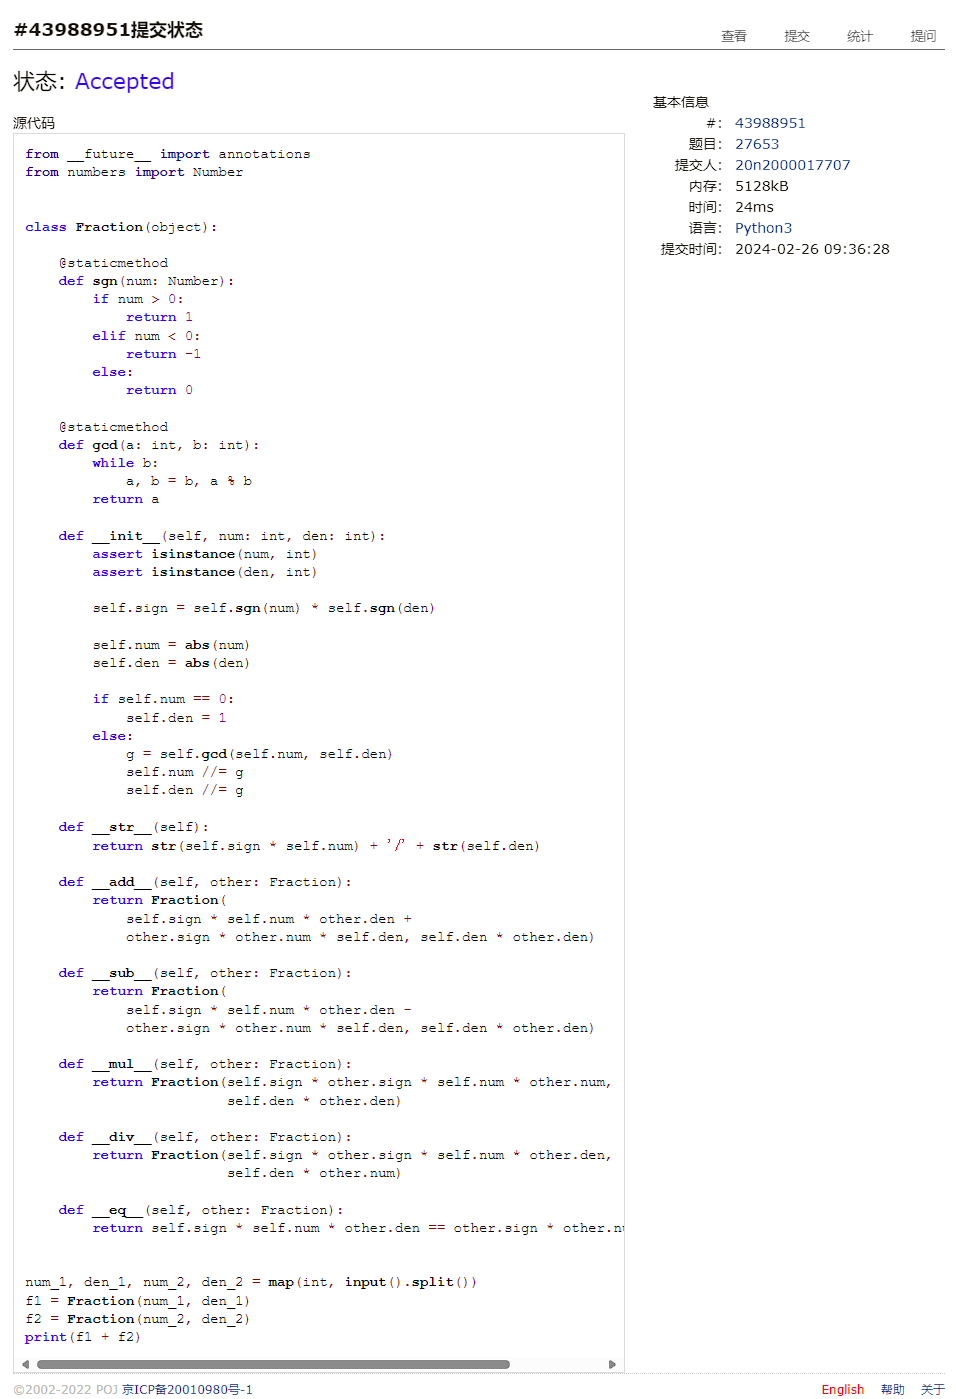 #43988951提交状态
查看 提交 统计 提问
状态: Accepted
源代码
from __future__ import annotations
from numbers import Number
class Fraction(object):
    @staticmethod
    def sgn(num: Number):
        if num > 0:
            return 1
        elif num < 0:
            return -1
        else:
            return 0
    @staticmethod
    def gcd(a: int, b: int):
        while b:
            a, b = b, a % b
        return a
    def __init__(self, num: int, den: int):
        assert isinstance(num, int)
        assert isinstance(den, int)
        self.sign = self.sgn(num) * self.sgn(den)
        self.num = abs(num)
        self.den = abs(den)
        if self.num == 0:
            self.den = 1
        else:
            g = self.gcd(self.num, self.den)
            self.num //= g
            self.den //= g
    def __str__(self):
        return str(self.sign * self.num) + '/' + str(self.den)
    def __add__(self, other: Fraction):
        return Fraction(
            self.sign * self.num * other.den +
            other.sign * other.num * self.den, self.den * other.den)
    def __sub__(self, other: Fraction):
        return Fraction(
            self.sign * self.num * other.den -
            other.sign * other.num * self.den, self.den * other.den)
    def __mul__(self, other: Fraction):
        return Fraction(self.sign * other.sign * self.num * other.num,
                        self.den * other.den)
    def __div__(self, other: Fraction):
        return Fraction(self.sign * other.sign * self.num * other.den,
                        self.den * other.num)
    def __eq__(self, other: Fraction):
        return self.sign * self.num * other.den == other.sign *
num_1, den_1, num_2, den_2 = map(int, input().split())
f1 = Fraction(num_1, den_1)
f2 = Fraction(num_2, den_2)
print(f1 + f2)
基本信息
#: 43988951
题目: 27653
提交人: 20n2000017707
内存: 5128kB
时间: 24ms
语言: Python3
提交时间: 2024-02-26 09:36:28
©2002-2022 POJ 京ICP备20010980号-1
English 帮助 关于